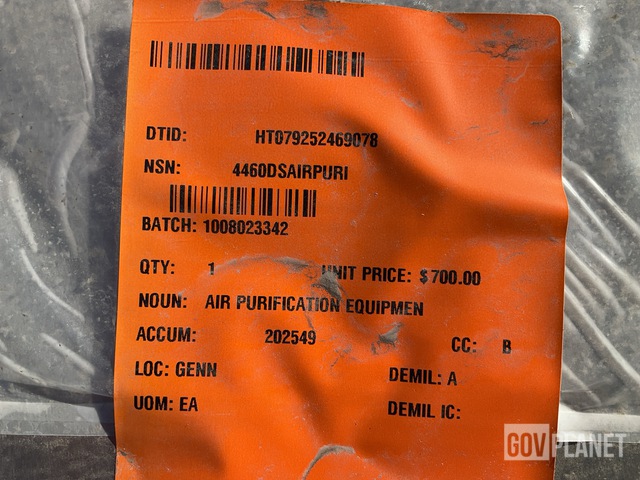 DTID: HT079252469078
NSN: 4460DSAIRPURI
BATCH: 1008023342
QTY: 1 UNIT PRICE: $700.00
NOUN: AIR PURIFICATION EQUIPMEN
ACCUM: 202549 CC: B
LOC: GENN DEMIL: A
UOM: EA DEMIL IC:
GOVPLANET